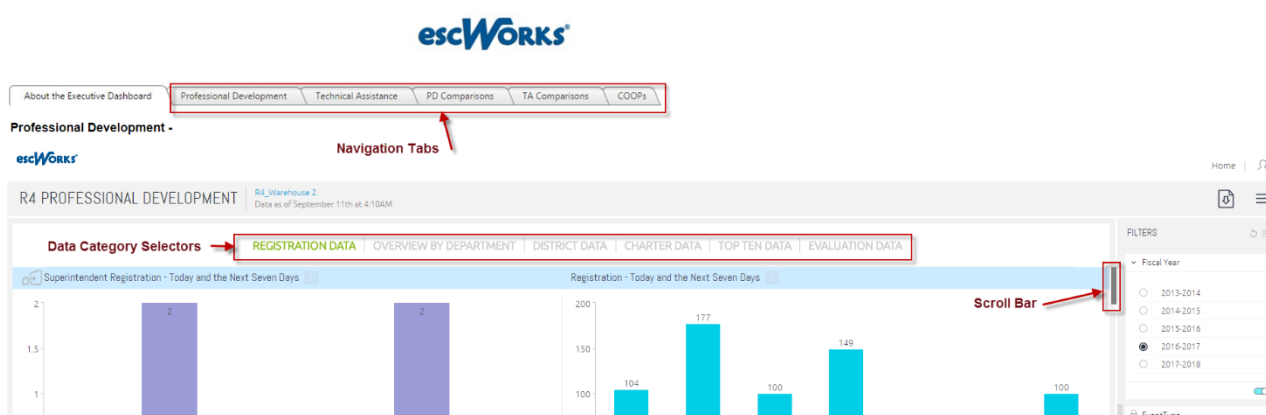 escWorks®
About the Executive Dashboard Professional Development Technical Assistance PD Comparisons TA Comparisons COOPs
Professional Development -
Navigation Tabs
escWorks
Home
R4 PROFESSIONAL DEVELOPMENT
R4_Warehouse 2
Data as of September 11th at 4:10AM
Data Category Selectors
REGISTRATION DATA | OVERVIEW BY DEPARTMENT | DISTRICT DATA | CHARTER DATA | TOP TEN DATA | EVALUATION DATA
FILTERS
Superintendent Registration - Today and the Next Seven Days
Registration - Today and the Next Seven Days
Fiscal Year
Scroll Bar
2013-2014
2014-2015
2015-2016
2016-2017
2017-2018
2
1.5
1
2
2
200
150
100
104
177
100
149
100
EventType